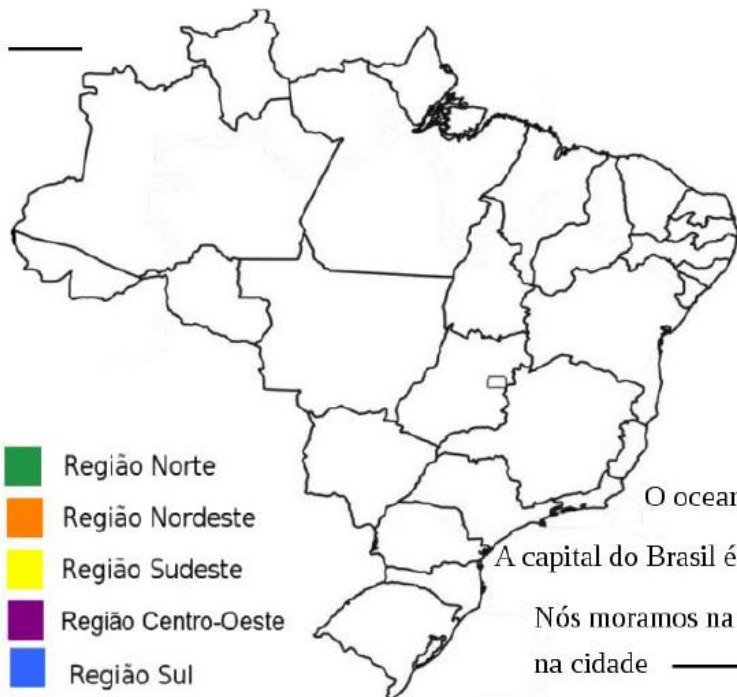 Região Norte
Região Nordeste
Região Sudeste
Região Centro-Oeste
Região Sul
O ocean
A capital do Brasil é
Nós moramos na
na cidade